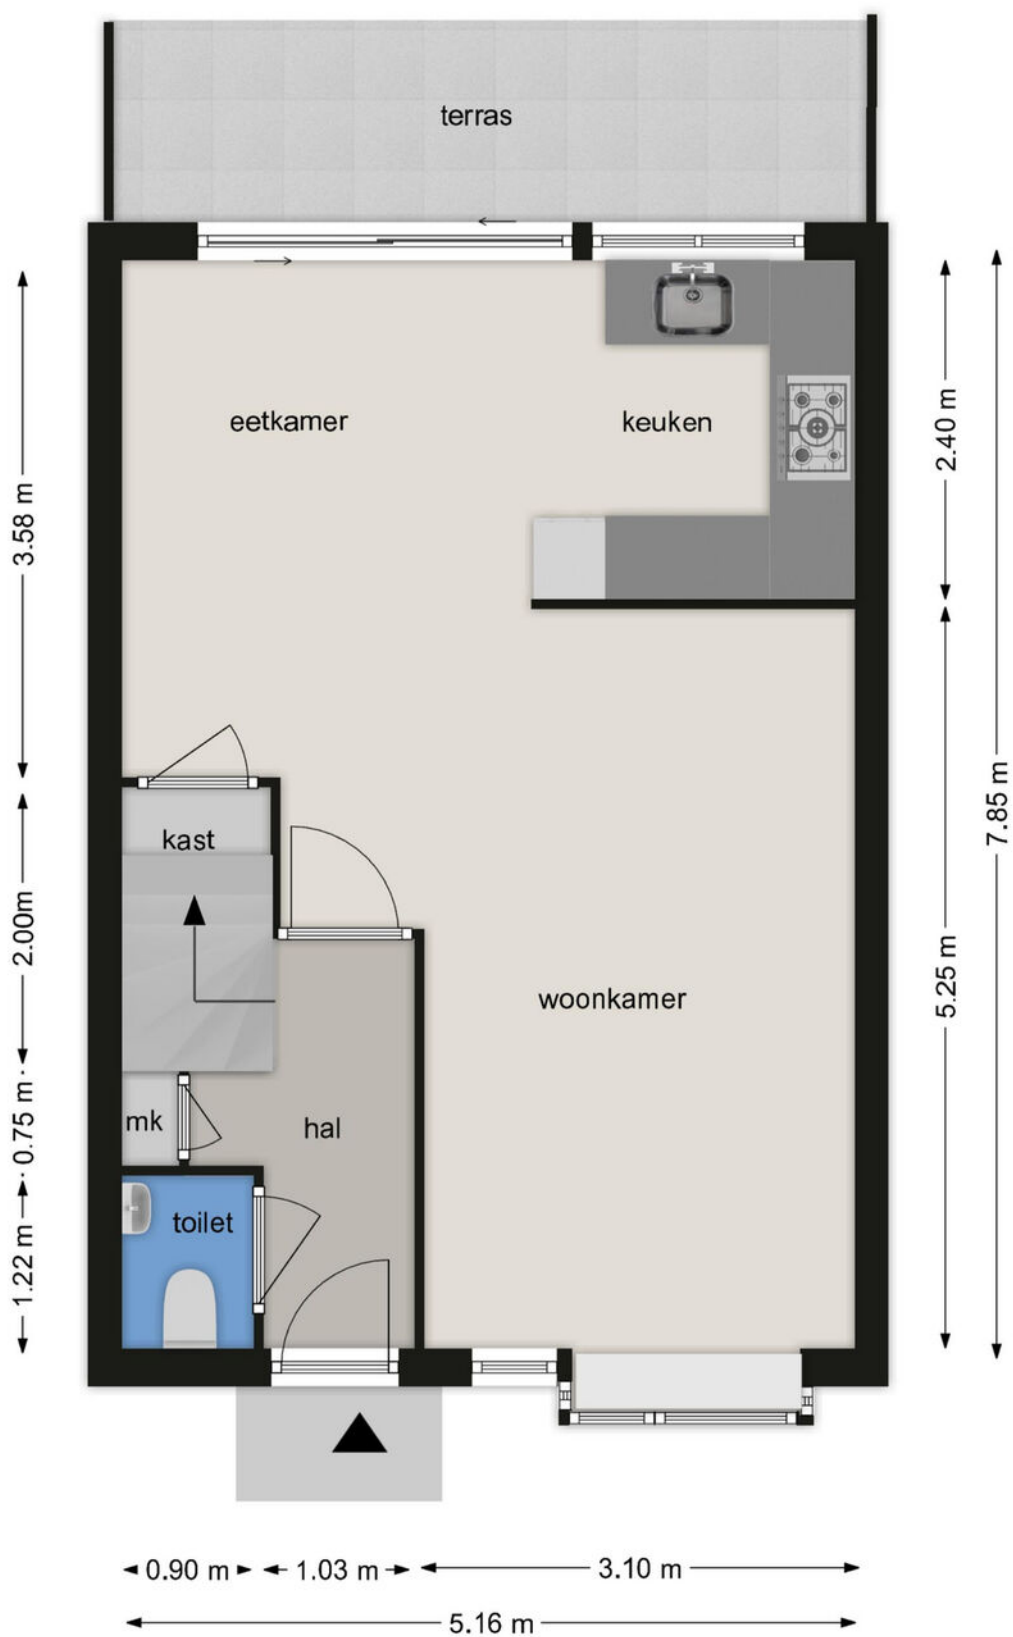 terras
eetkamer
keuken
3.58 m
2.40 m
7.85 m
kast
2.00m
5.25 m
woonkamer
mk
0.75 m
hal
toilet
1.22 m
0.90 m
1.03 m
3.10 m
5.16 m